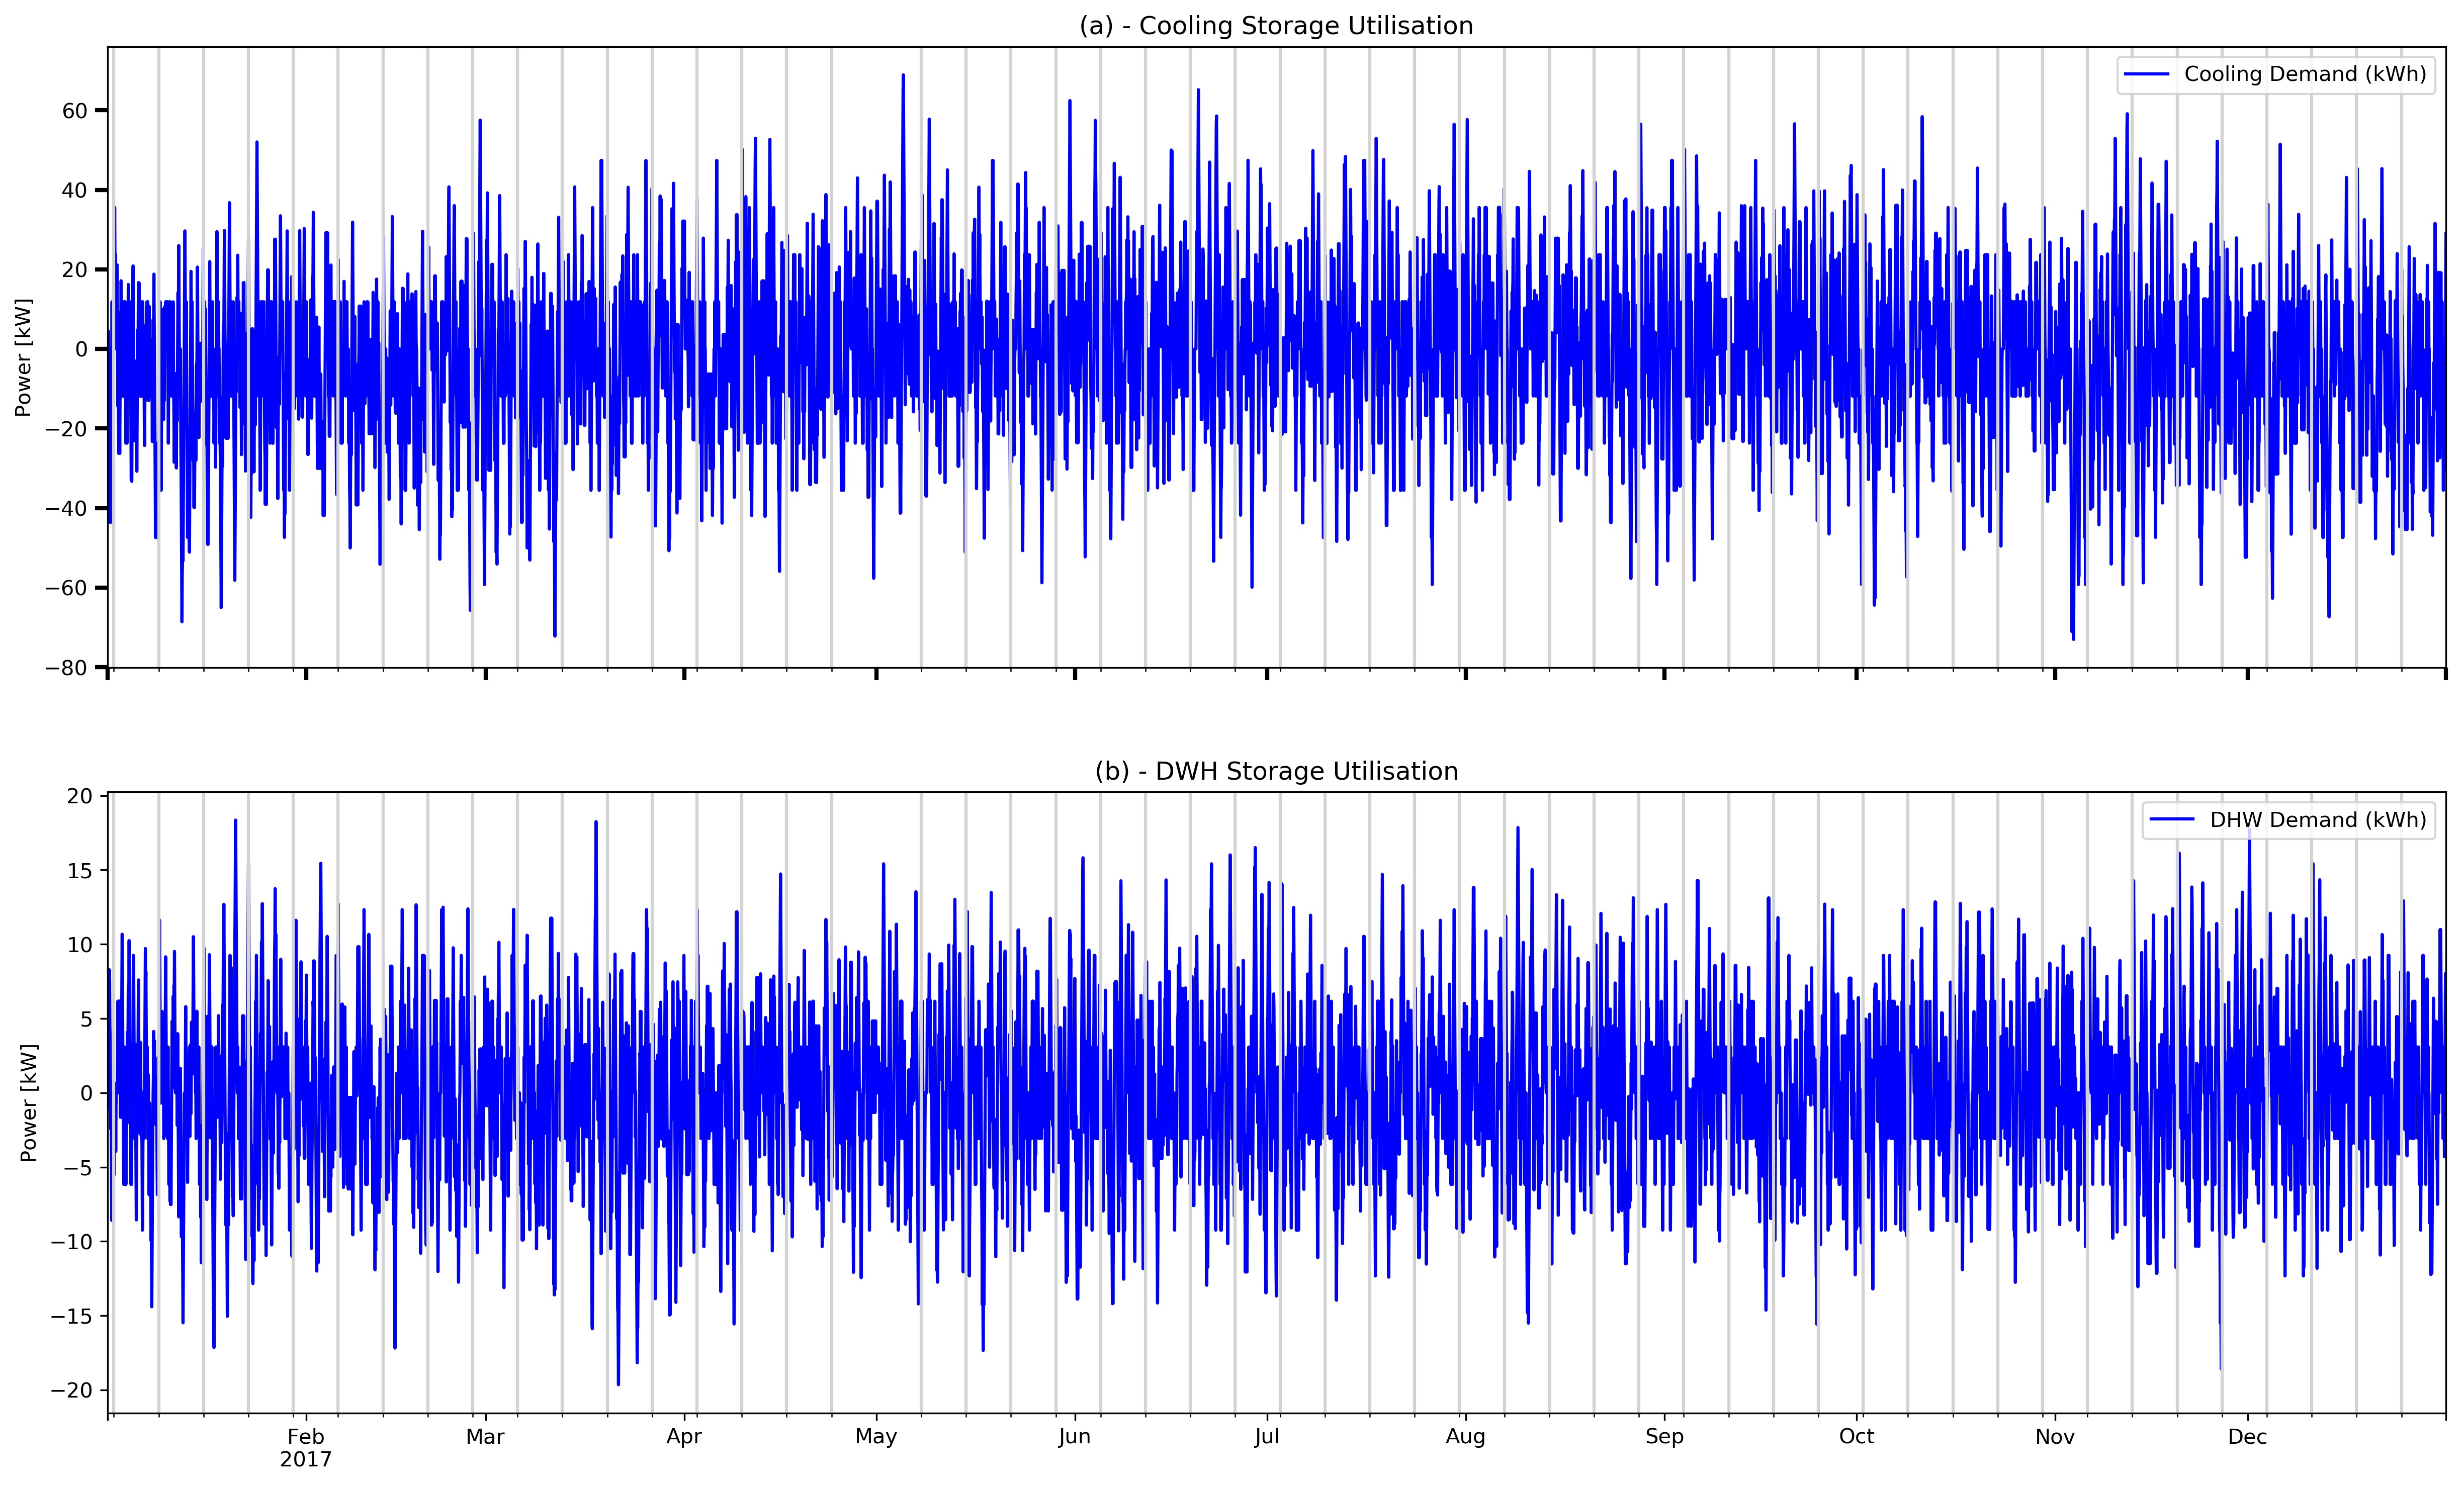 (a) - Cooling Storage Utilisation
Cooling Demand (kWh)
60
40
20
0
−20
−40
−60
−80
Power [kW]
(b) - DWH Storage Utilisation
DHW Demand (kWh)
20
15
10
5
0
−5
−10
−15
−20
Power [kW]
Feb Mar Apr May Jun Jul Aug Sep Oct Nov Dec
2017